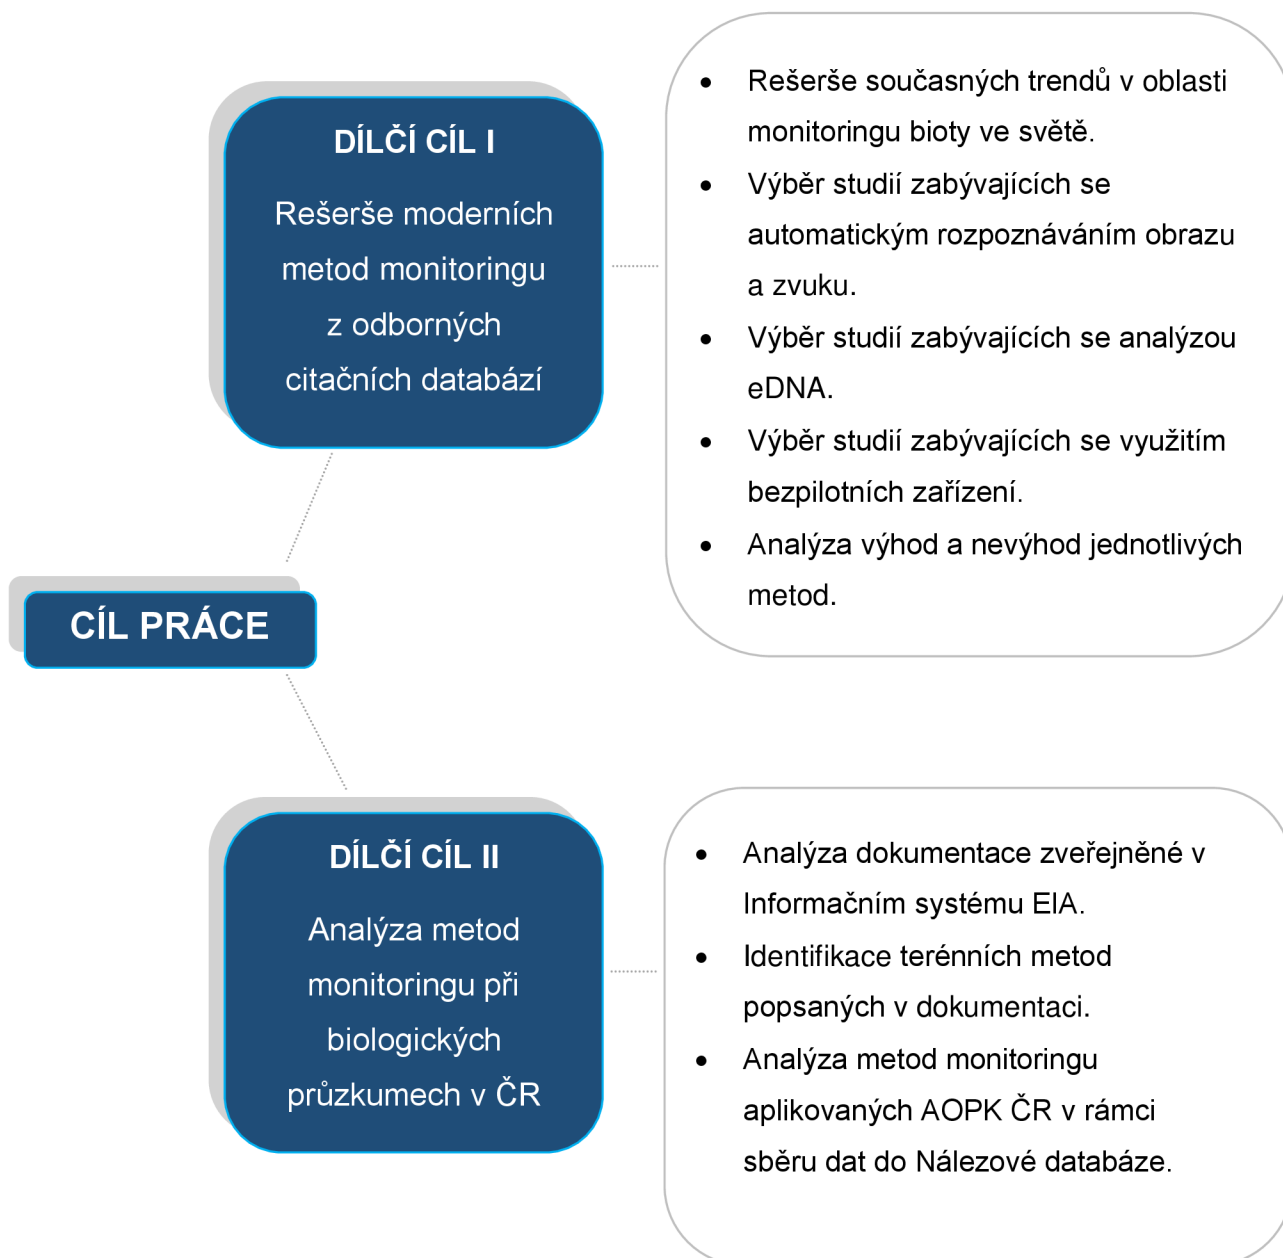 DÍLČÍ CÍL I
Rešerše moderních
metod monitoringu
z odborných
citačních databází
• Rešerše současných trendů v oblasti
monitoringu bioty ve světě.
• Výběr studií zabývajících se
automatickým rozpoznáváním obrazu
a zvuku.
• Výběr studií zabývajících se analýzou
eDNA.
• Výběr studií zabývajících se využitím
bezpilotních zařízení.
• Analýza výhod a nevýhod jednotlivých
metod.
CÍL PRÁCE
DÍLČÍ CÍL II
Analýza metod
monitoringu při
biologických
průzkumech v ČR
• Analýza dokumentace zveřejněné v
Informačním systému EIA.
• Identifikace terénních metod
popsaných v dokumentaci.
• Analýza metod monitoringu
aplikovaných AOPK ČR v rámci
sběru dat do Nálezové databáze.